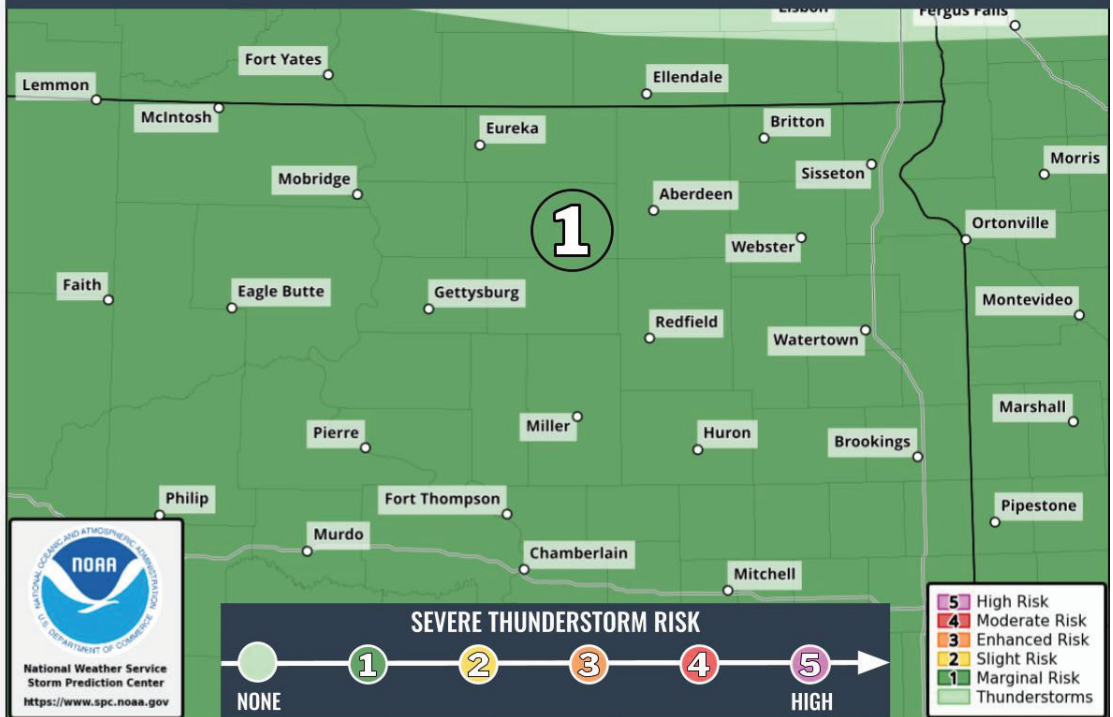 Lisbon
Fergus Falls
Fort Yates
Ellendale
Lemmon
McIntosh
Eureka
Britton
Sisseton
Morris
Mobridge
Aberdeen
1
Ortonville
Webster
Faith
Eagle Butte
Gettysburg
Montevideo
Redfield
Watertown
Marshall
Miller
Pierre
Huron
Brookings
Philip
Fort Thompson
Pipestone
Murdo
Chamberlain
Mitchell
NATIONAL OCEANIC AND ATMOSPHERIC ADMINISTRATION
NOAA
U.S. DEPARTMENT OF COMMERCE
National Weather Service
Storm Prediction Center
https://www.spc.noaa.gov
SEVERE THUNDERSTORM RISK
1 2 3 4 5
NONE HIGH
5 High Risk
4 Moderate Risk
3 Enhanced Risk
2 Slight Risk
1 Marginal Risk
Thunderstorms